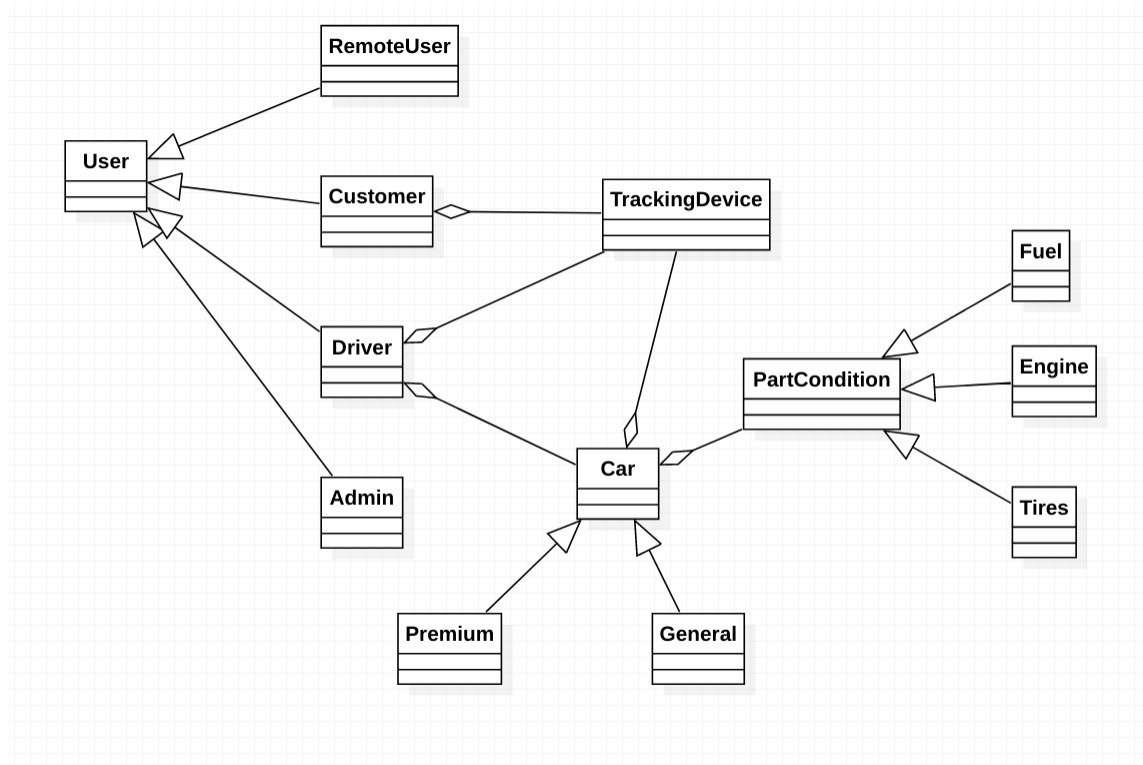 RemoteUser
User
Customer
TrackingDevice
Fuel
Driver
Engine
PartCondition
Car
Admin
Tires
Premium
General